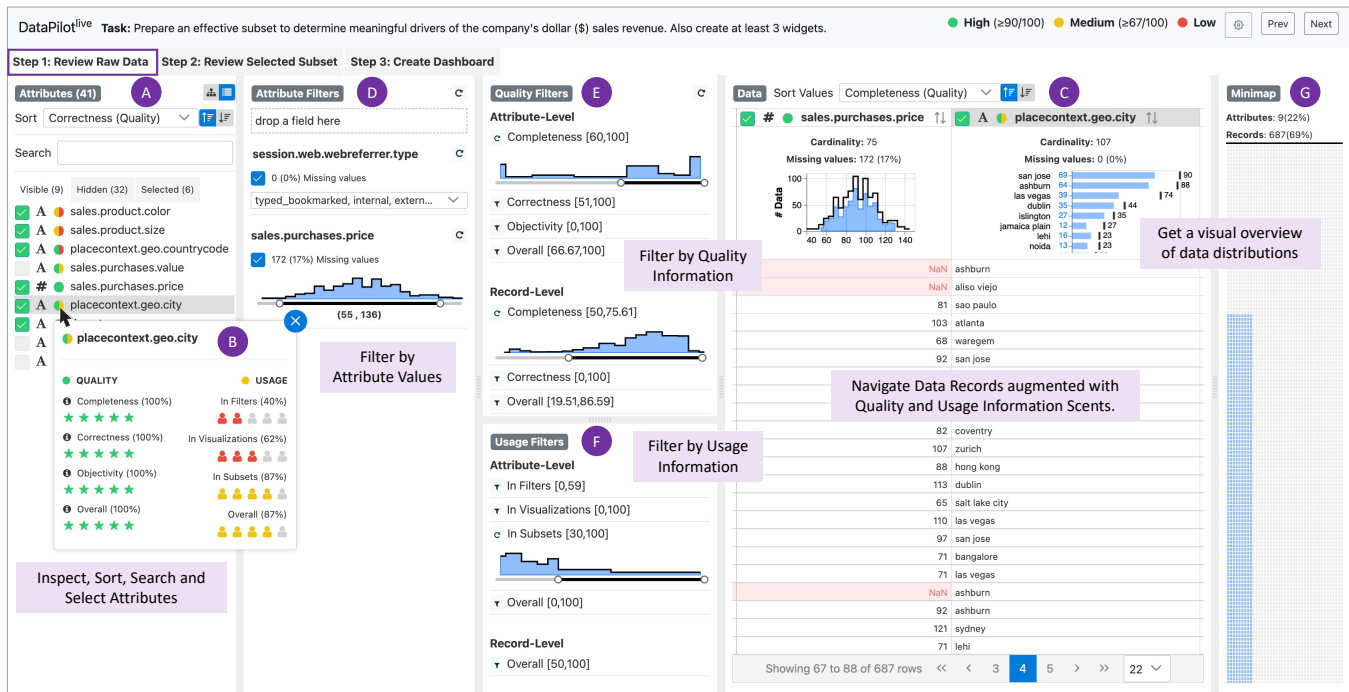 DataPilot live Task: Prepare an effective subset to determine meaningful drivers of the company's dollar ($) sales revenue. Also create at least 3 widgets.
High (≥90/100) Medium (≥67/100) Low Prev Next
Step 1: Review Raw Data Step 2: Review Selected Subset Step 3: Create Dashboard
Attributes (41) A
Sort Correctness (Quality)
Search
Visible (9) Hidden (32) Selected (6)
A sales.product.color
A sales.product.size
A placecontext.geo.countrycode
A sales.purchases.value
# sales.purchases.price
A placecontext.geo.city
A
A
A
placecontext.geo.city B
QUALITY USAGE
Completeness (100%) In Filters (40%)
Correctness (100%) In Visualizations (62%)
Objectivity (100%) In Subsets (87%)
Overall (100%) Overall (87%)
Inspect, Sort, Search and
Select Attributes
Attribute Filters D
drop a field here
session.web.webreferrer.type
0 (0%) Missing values
typed_bookmarked, internal, extern...
sales.purchases.price
172 (17%) Missing values
(55 , 136)
Filter by
Attribute Values
Quality Filters E
Attribute-Level
Completeness [60,100]
Correctness [51,100]
Objectivity [0,100]
Overall [66.67,100]
Filter by Quality
Information
Record-Level
Completeness [50,75.61]
Correctness [0,100]
Overall [19.51,86.59]
Usage Filters F
Filter by Usage
Information
Attribute-Level
In Filters [0,59]
In Visualizations [0,100]
In Subsets [30,100]
Overall [0,100]
Record-Level
Overall [50,100]
Data Sort Values Completeness (Quality) C
# sales.purchases.price A placecontext.geo.city
Cardinality: 75
Missing values: 172 (17%)
# Data
100
50
0
40 60 80 100 120 140
Cardinality: 107
Missing values: 0 (0%)
san jose 69 90
ashburn 64 88
las vegas 39 74
dublin 35 44
islington 27 35
jamaica plain 12 27
lehi 16 23
noida 13 23
Get a visual overview
of data distributions
NaN ashburn
NaN aliso viejo
81 sao paulo
103 atlanta
68 waregem
92 san jose
Navigate Data Records augmented with
Quality and Usage Information Scents.
82 coventry
107 zurich
88 hong kong
113 dublin
65 salt lake city
110 las vegas
97 san jose
71 bangalore
71 las vegas
NaN ashburn
92 ashburn
121 sydney
71 lehi
Showing 67 to 88 of 687 rows << < 3 4 5 > >> 22
Minimap G
Attributes: 9(22%)
Records: 687(69%)